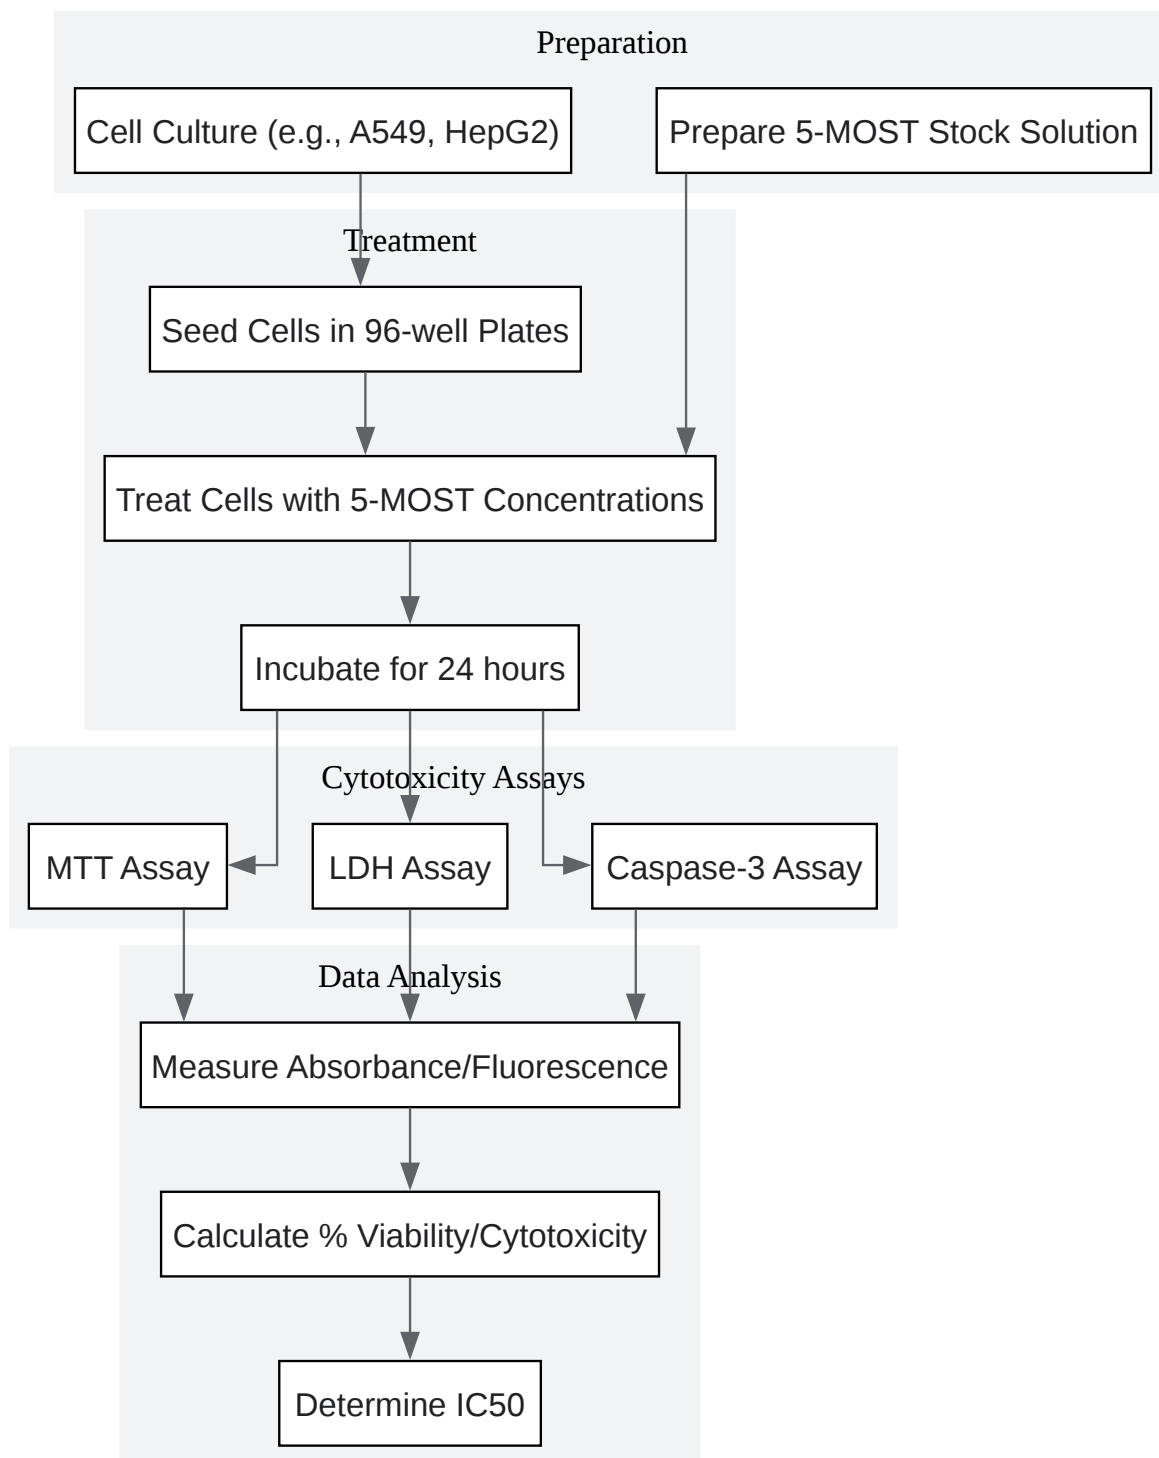 Preparation
Cell Culture (e.g., A549, HepG2)
Prepare 5-MOST Stock Solution
Treatment
Seed Cells in 96-well Plates
Treat Cells with 5-MOST Concentrations
Incubate for 24 hours
Cytotoxicity Assays
MTT Assay
LDH Assay
Caspase-3 Assay
Data Analysis
Measure Absorbance/Fluorescence
Calculate % Viability/Cytotoxicity
Determine IC50